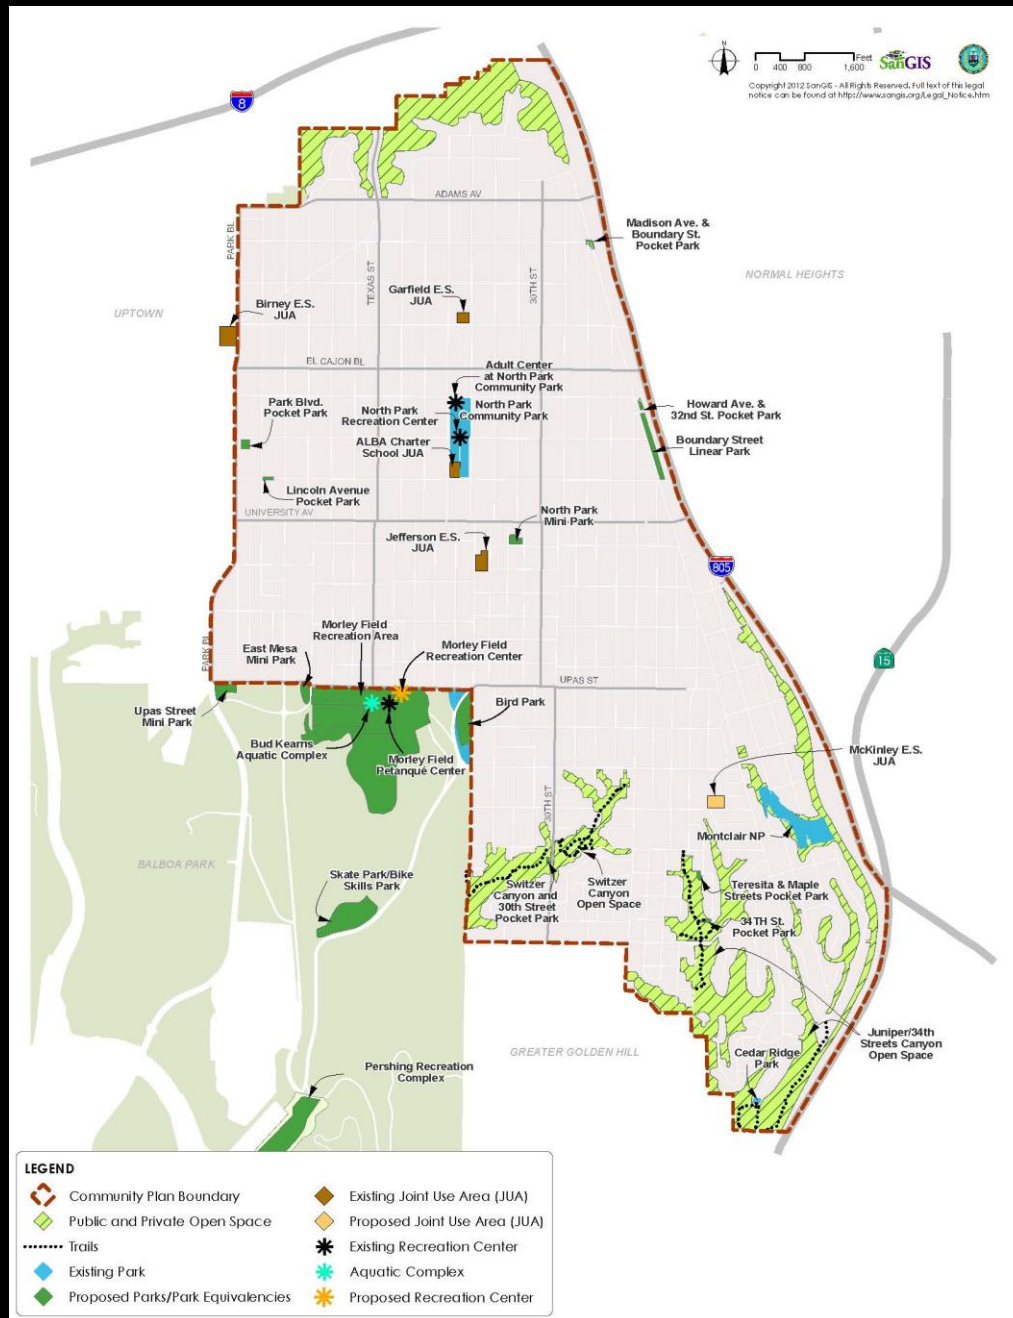 N
Feet
0 400 800 1,600
SanGIS
Copyright 2012 SanGIS - All Rights Reserved. Full text of this legal
notice can be found at http://www.sangis.org/Legal_Notice.htm
8
ADAMS AV
PARK BL
TEXAS ST
30TH ST
Madison Ave. &
Boundary St.
Pocket Park
NORMAL HEIGHTS
UPTOWN
Birney E.S.
JUA
Garfield E.S.
JUA
EL CAJON BL
Adult Center
at North Park
Community Park
Park Blvd.
Pocket Park
North Park
Recreation Center
North Park
Community Park
Howard Ave. &
32nd St. Pocket Park
ALBA Charter
School JUA
Boundary Street
Linear Park
Lincoln Avenue
Pocket Park
UNIVERSITY AV
North Park
Mini Park
Jefferson E.S.
JUA
805
15
Morley Field
Recreation Area
East Mesa
Mini Park
Morley Field
Recreation Center
PARK BL
UPAS ST
Upas Street
Mini Park
Bird Park
Bud Kearns
Aquatic Complex
Morley Field
Petanqué Center
McKinley E.S.
JUA
30TH ST
Montclair NP
BALBOA PARK
Skate Park/Bike
Skills Park
Switzer
Canyon and
30th Street
Pocket Park
Switzer
Canyon
Open Space
Teresita & Maple
Streets Pocket Park
34TH St.
Pocket Park
Juniper/34th
Streets Canyon
Open Space
GREATER GOLDEN HILL
Cedar Ridge
Park
Pershing Recreation
Complex
LEGEND
Community Plan Boundary
Public and Private Open Space
Trails
Existing Park
Proposed Parks/Park Equivalencies
Existing Joint Use Area (JUA)
Proposed Joint Use Area (JUA)
Existing Recreation Center
Aquatic Complex
Proposed Recreation Center